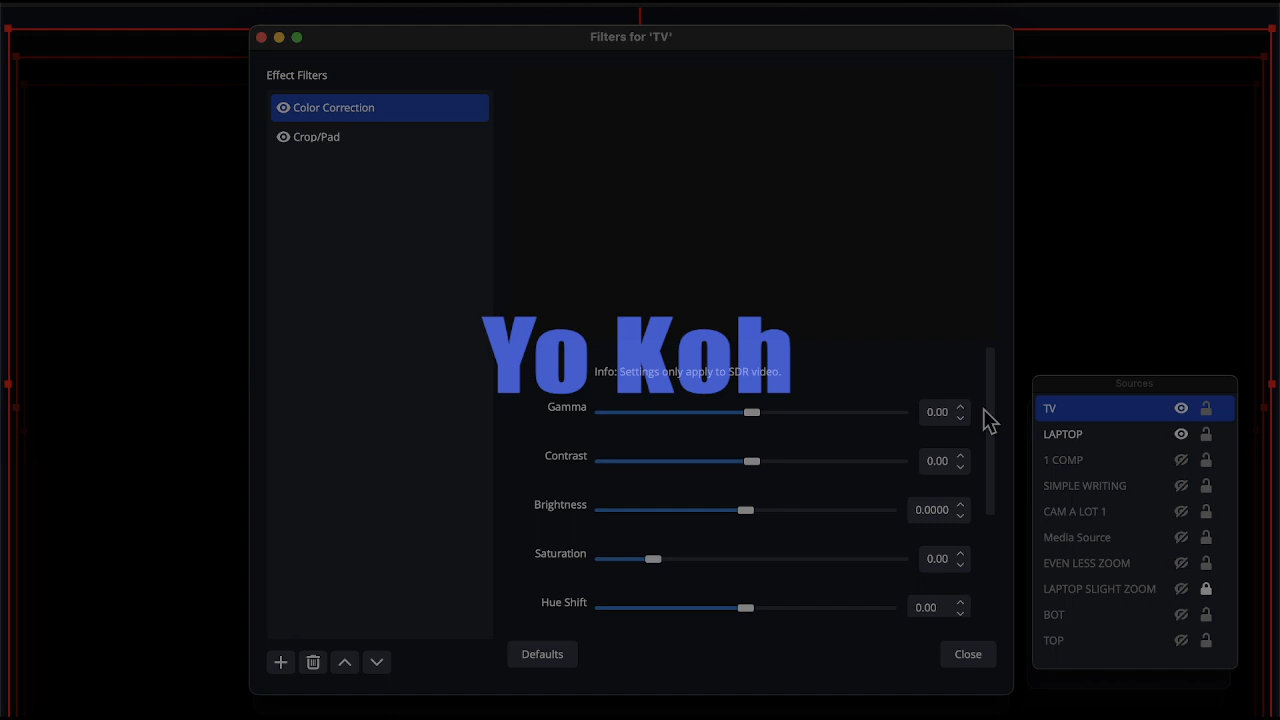 Filters for 'TV'
Effect Filters
Color Correction
Crop/Pad
Yo Koh
Info: Settings only apply to SDR video.
Gamma 0.00
Contrast 0.00
Brightness 0.0000
Saturation 0.00
Hue Shift 0.00
Defaults
Close
Sources
TV
LAPTOP
1 COMP
SIMPLE WRITING
CAM A LOT 1
Media Source
EVEN LESS ZOOM
LAPTOP SLIGHT ZOOM
BOT
TOP